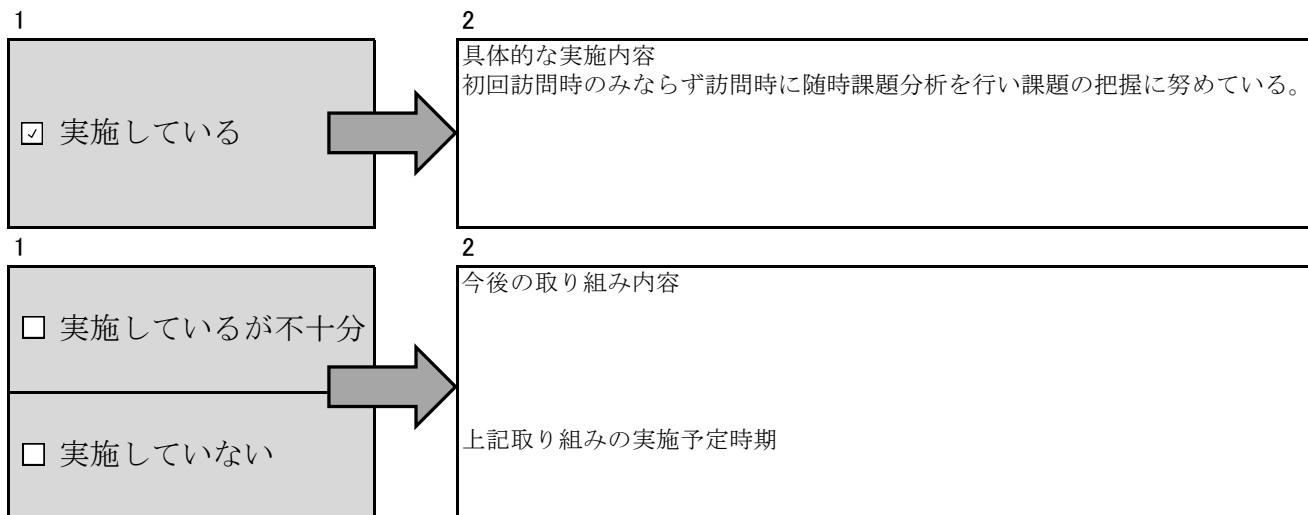 1
2
☑ 実施している
具体的な実施内容
初回訪問時のみならず訪問時に随時課題分析を行い課題の把握に努めている。
1
2
☐ 実施しているが不十分
☐ 実施していない
今後の取り組み内容
上記取り組みの実施予定時期